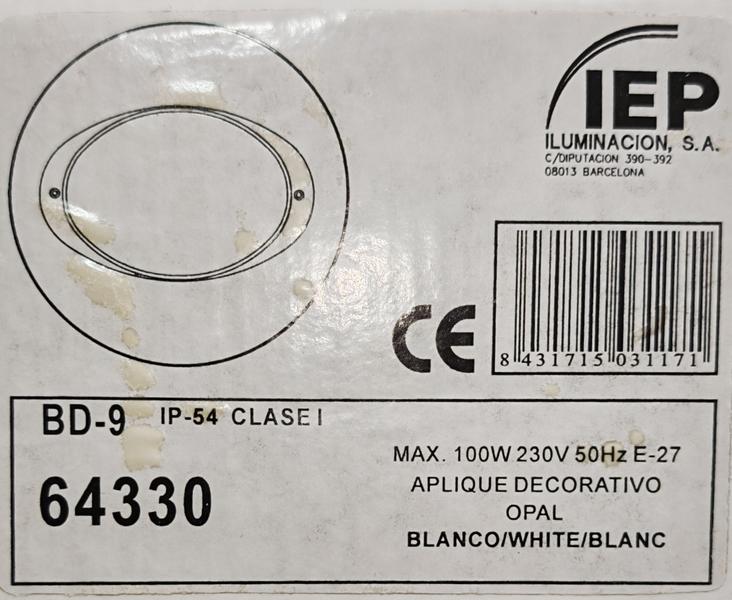 IEP
ILUMINACION, S.A.
C/DIPUTACION 390-392
08013 BARCELONA
CE
8 431715 031171
BD-9 IP-54 CLASE I
64330
MAX. 100W 230V 50Hz E-27
APLIQUE DECORATIVO
OPAL
BLANCO/WHITE/BLANC